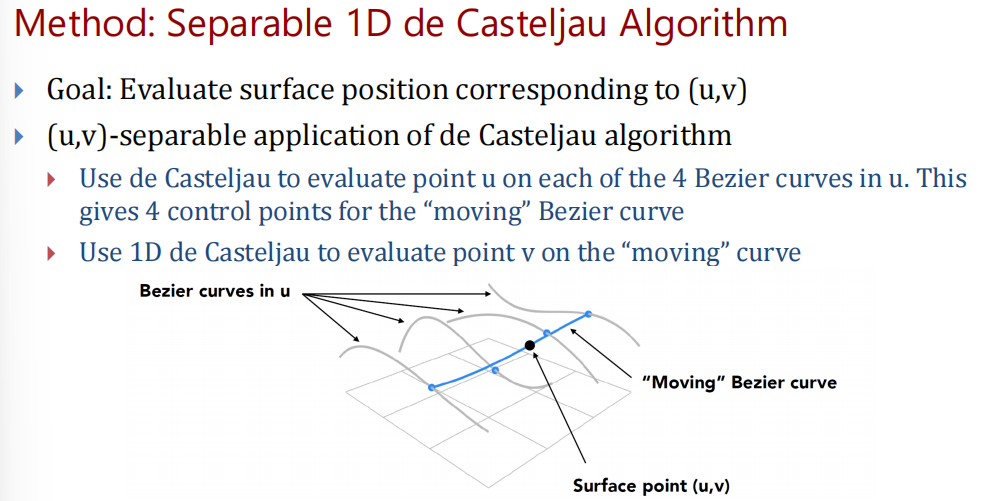 Method: Separable 1D de Casteljau Algorithm
Goal: Evaluate surface position corresponding to (u,v)
(u,v)-separable application of de Casteljau algorithm
Use de Casteljau to evaluate point u on each of the 4 Bezier curves in u. This
gives 4 control points for the “moving” Bezier curve
Use 1D de Casteljau to evaluate point v on the “moving” curve
Bezier curves in u
“Moving” Bezier curve
Surface point (u,v)